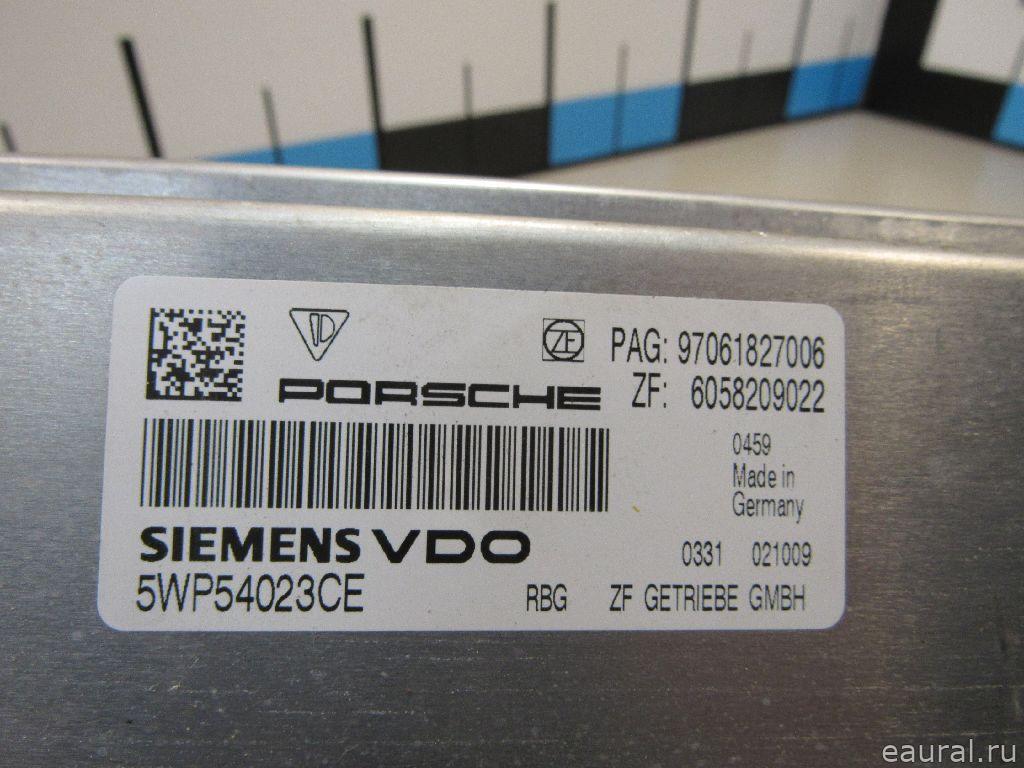 PAG: 97061827006
PORSCHE
ZF: 6058209022
0459
Made in
Germany
SIEMENS VDO
0331 021009
5WP54023CE
RBG ZF GETRIEBE GMBH
ZF
eaural.ru